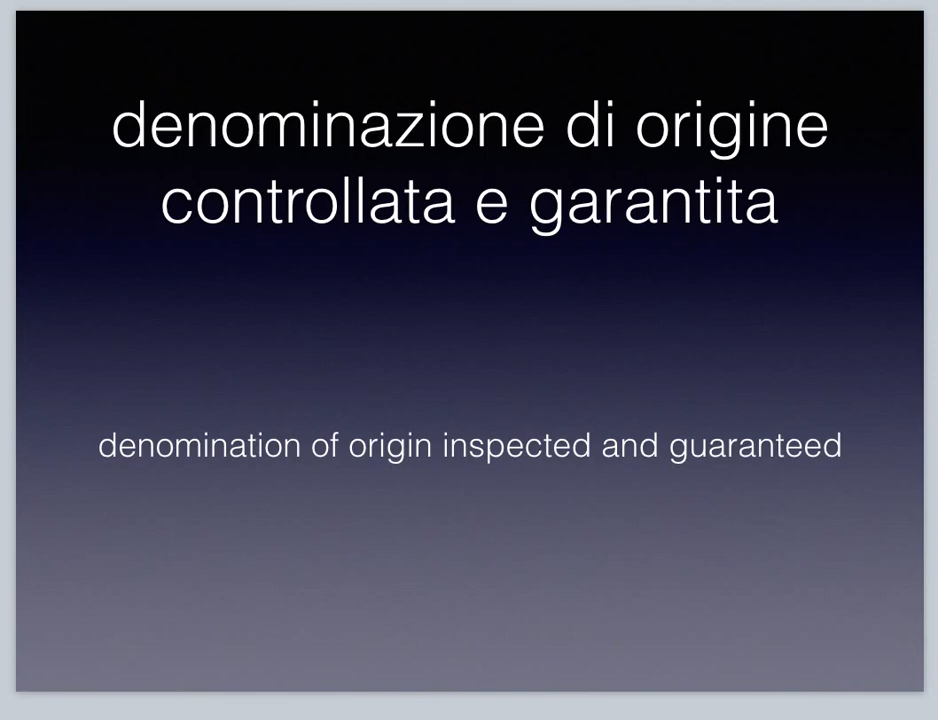 denominazione di origine
controllata e garantita
denomination of origin inspected and guaranteed